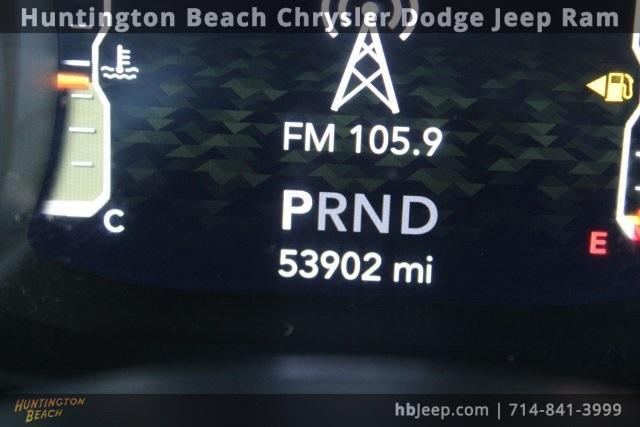 Huntington Beach Chrysler Dodge Jeep Ram
FM 105.9
PRND
C
E
53902 mi
HUNTINGTON
BEACH
hbjeep.com | 714-841-3999